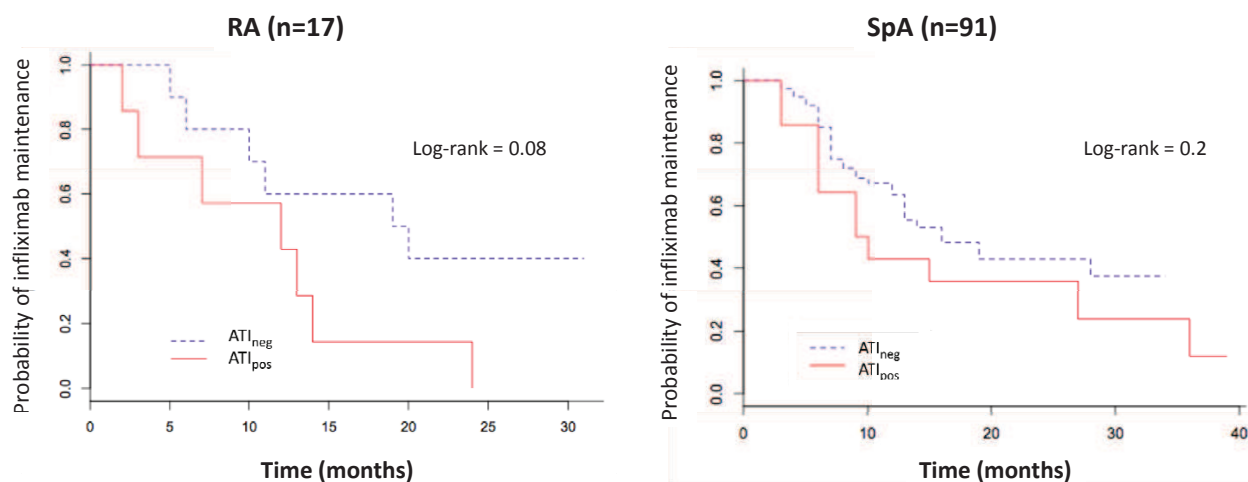 RA (n=17)
Probability of infliximab maintenance
1.0
0.8
0.6
0.4
0.2
0.0
Log-rank = 0.08
ATIneg
ATIpos
0 5 10 15 20 25 30
Time (months)
SpA (n=91)
Probability of infliximab maintenance
1.0
0.8
0.6
0.4
0.2
0.0
Log-rank = 0.2
ATIneg
ATIpos
0 10 20 30 40
Time (months)